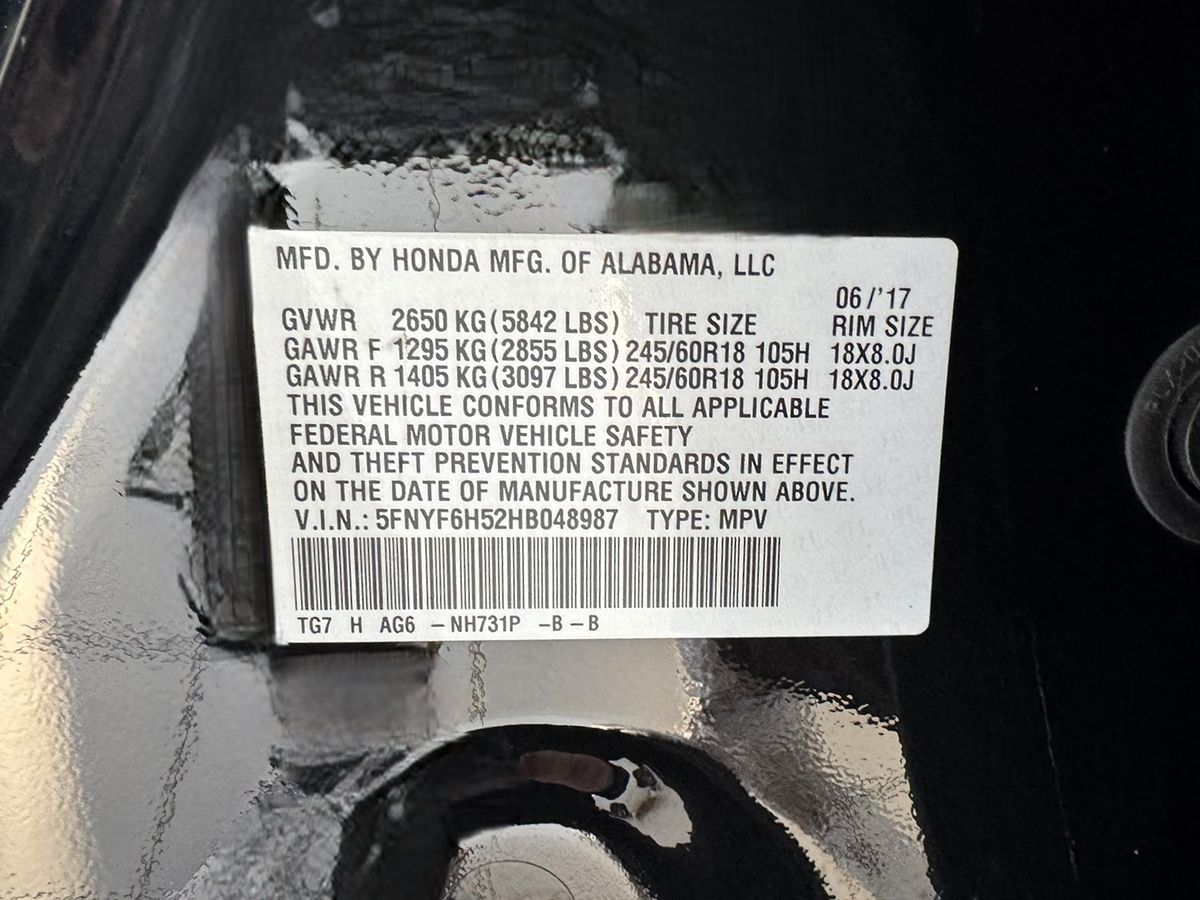 MFD. BY HONDA MFG. OF ALABAMA, LLC
06/'17
GVWR 2650 KG(5842 LBS) TIRE SIZE RIM SIZE
GAWR F 1295 KG(2855 LBS) 245/60R18 105H 18X8.0J
GAWR R 1405 KG(3097 LBS) 245/60R18 105H 18X8.0J
THIS VEHICLE CONFORMS TO ALL APPLICABLE
FEDERAL MOTOR VEHICLE SAFETY
AND THEFT PREVENTION STANDARDS IN EFFECT
ON THE DATE OF MANUFACTURE SHOWN ABOVE.
V.I.N.: 5FNYF6H52HB048987 TYPE: MPV
TG7 H AG6 -NH731P -B-B